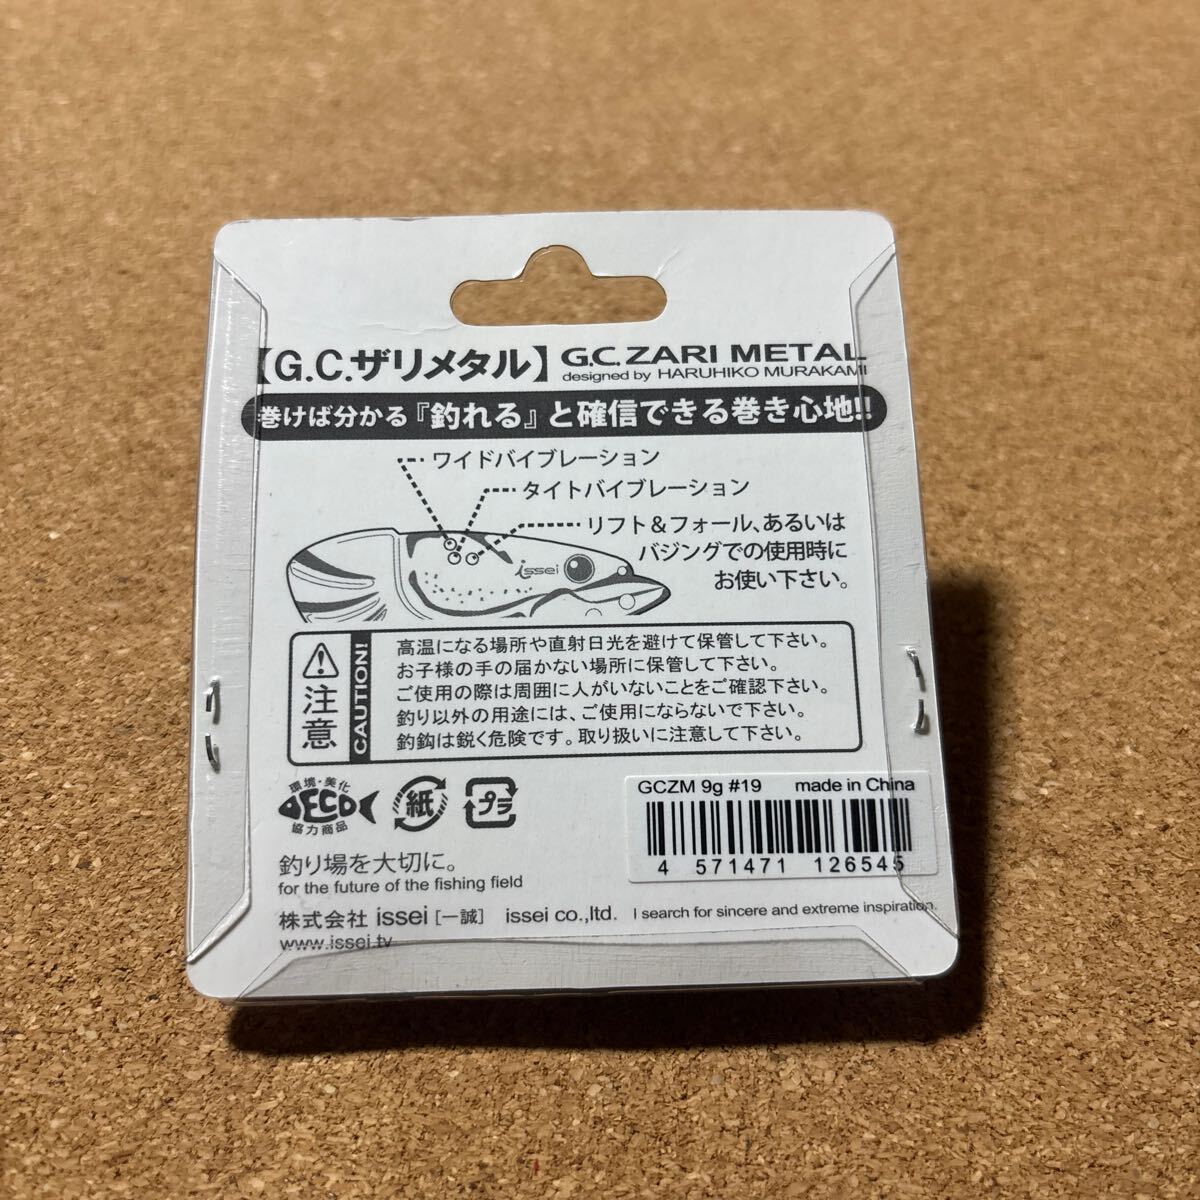 【G.C.ザリメタル】 G.C. ZARI METAL
designed by HARUHIKO MURAKAMI
巻けば分かる『釣れる』と確信できる巻き心地!!
ワイドバイブレーション
タイトバイブレーション
リフト＆フォール、あるいは
バジングでの使用時に
お使い下さい。
issei
注意
CAUTION!
高温になる場所や直射日光を避けて保管して下さい。
お子様の手の届かない場所に保管して下さい。
ご使用の際は周囲に人がいないことをご確認下さい。
釣り以外の用途には、ご使用にならないで下さい。
釣鈎は鋭く危険です。取り扱いに注意して下さい。
環境・美化
ECO
協力商品
紙
プラ
GCZM 9g #19 made in China
4 571471 126545
釣り場を大切に。
for the future of the fishing field
株式会社 issei [一誠] issei co.,ltd. I search for sincere and extreme inspiration.
www.issei.tv